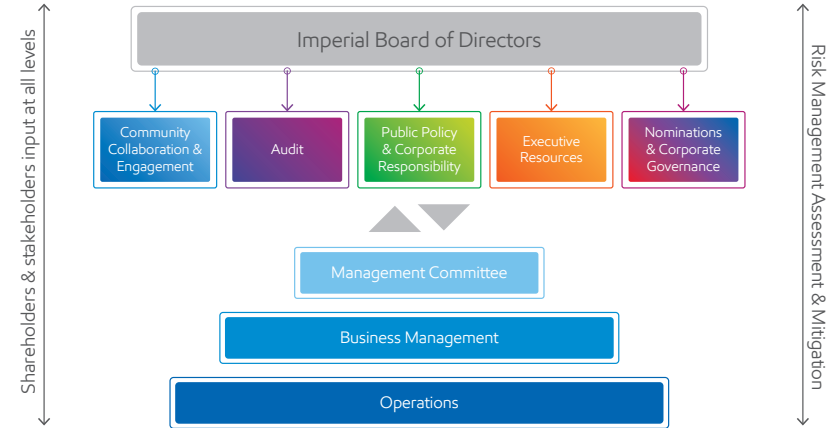 Imperial Board of Directors
Shareholders & stakeholders input at all levels
Risk Management Assessment & Mitigation
Community
Collaboration &
Engagement
Audit
Public Policy
& Corporate
Responsibility
Executive
Resources
Nominations
& Corporate
Governance
Management Committee
Business Management
Operations